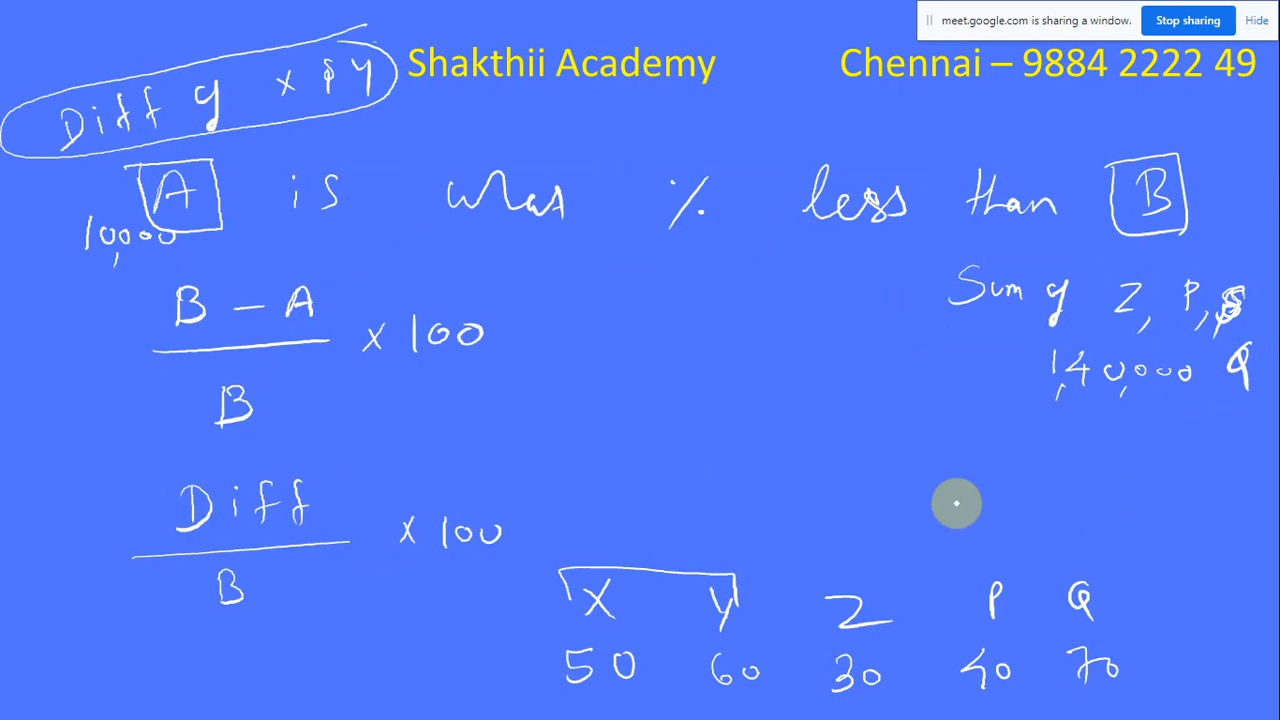 meet.google.com is sharing a window. Stop sharing Hide
Shakthii Academy Chennai – 9884 2222 49
Diff of X & Y
A is what % less than B
10,000
Sum of Z, P, &
1,40,000 Q
B - A
x 100
B
Diff
x 100
B
X Y Z P Q
50 60 30 40 70